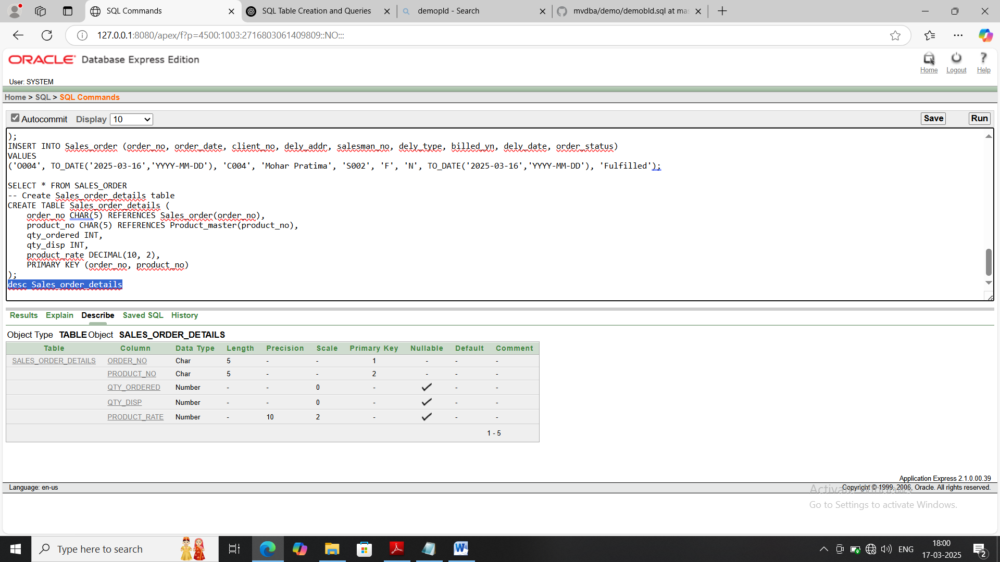 SQL Commands
SQL Table Creation and Queries
demopld - Search
mvdba/demo/demobld.sql at mas
127.0.0.1:8080/apex/f?p=4500:1003:2716803061409809::NO:::
ORACLE Database Express Edition
Home Logout Help
User: SYSTEM
Home > SQL > SQL Commands
Autocommit Display 10 Save Run
);
INSERT INTO Sales_order (order_no, order_date, client_no, dely_addr, salesman_no, dely_type, billed_yn, dely_date, order_status)
VALUES
('O004', TO_DATE('2025-03-16','YYYY-MM-DD'), 'C004', 'Mohar Pratima', 'S002', 'F', 'N', TO_DATE('2025-03-16','YYYY-MM-DD'), 'Fulfilled');
SELECT * FROM SALES_ORDER
-- Create Sales_order_details table
CREATE TABLE Sales_order_details (
order_no CHAR(5) REFERENCES Sales_order(order_no),
product_no CHAR(5) REFERENCES Product_master(product_no),
qty_ordered INT,
qty_disp INT,
product_rate DECIMAL(10, 2),
PRIMARY KEY (order_no, product_no)
);
desc Sales_order_details
Results Explain Describe Saved SQL History
Object Type TABLE Object SALES_ORDER_DETAILS
Table Column Data Type Length Precision Scale Primary Key Nullable Default Comment
SALES_ORDER_DETAILS ORDER_NO Char 5 - - 1 - - -
PRODUCT_NO Char 5 - - 2 - - -
QTY_ORDERED Number - - 0 - - -
QTY_DISP Number - - 0 - - -
PRODUCT_RATE Number - 10 2 - - -
1 - 5
Application Express 2.1.0.00.39
Language: en-us
Copyright © 1999, 2006, Oracle. All rights reserved.
Activate Windows
Go to Settings to activate Windows.
Type here to search
ENG
18:00
17-03-2025
2